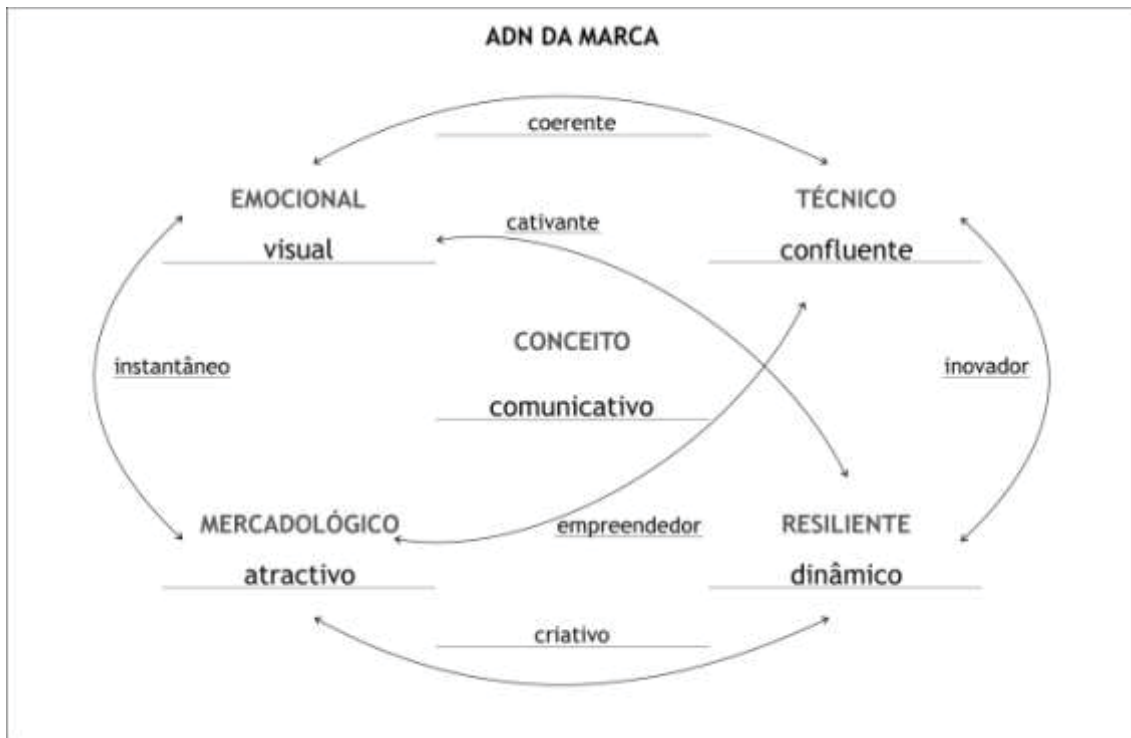 ADN DA MARCA
coerente
EMOCIONAL
TÉCNICO
cativante
visual
confluente
CONCEITO
instantâneo
inovador
comunicativo
MERCADOLÓGICO
empreendedor
RESILIENTE
atractivo
dinâmico
criativo